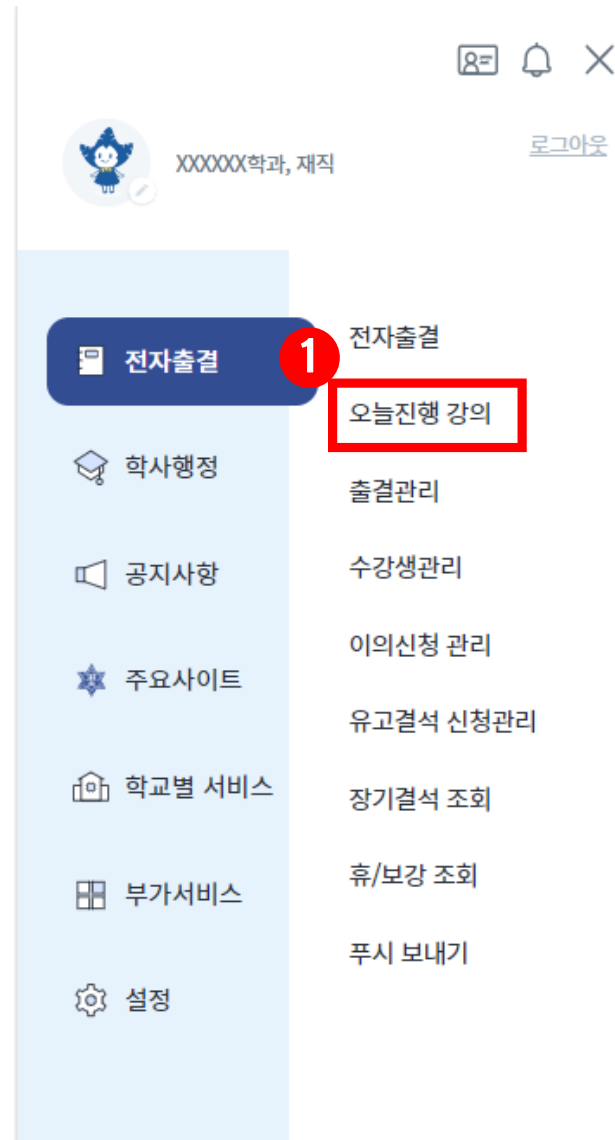 로그아웃
XXXXXX학과, 재직
전자출결
학사행정
공지사항
주요사이트
학교별 서비스
부가서비스
설정
1
전자출결
오늘진행 강의
출결관리
수강생관리
이의신청 관리
유고결석 신청관리
장기결석 조회
휴/보강 조회
푸시 보내기